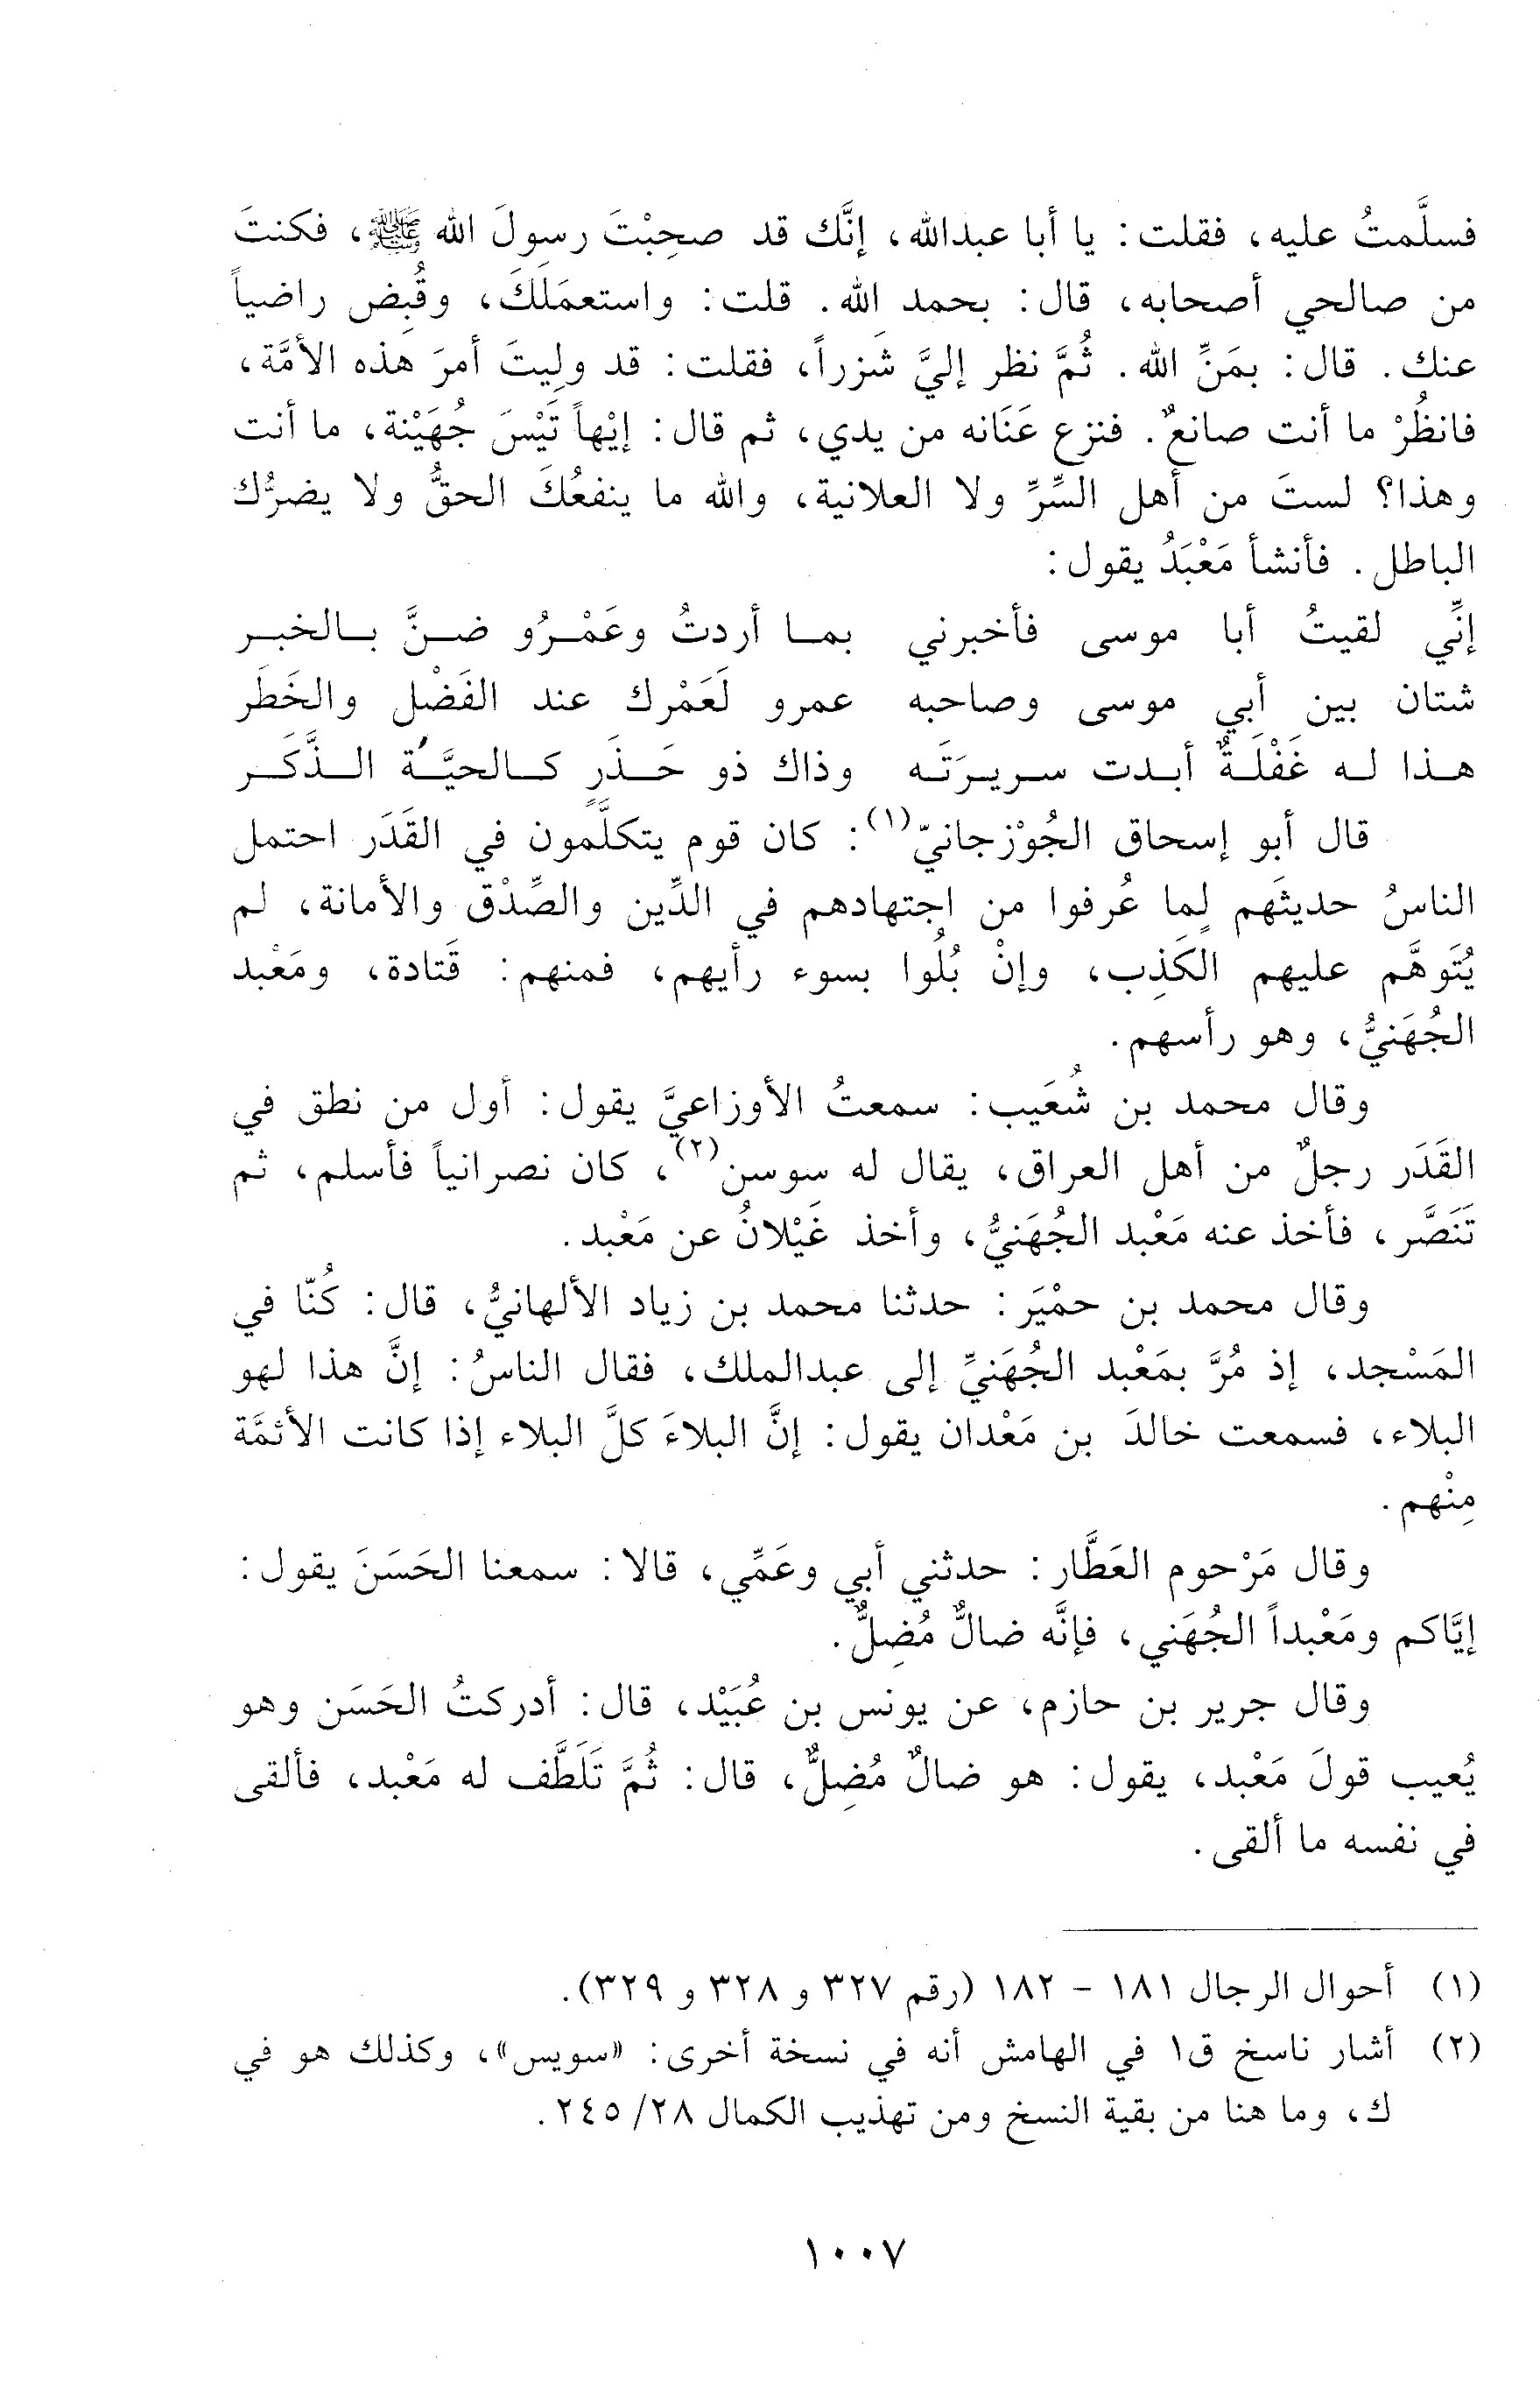 فسلَّمتُ عليه، فقلت: يا أبا عبدالله، إنَّك قد صحِبْتَ رسولَ الله ﷺ، فكنتَ
من صالحي أصحابه، قال: بحمد الله. قلت: واستعمَلَكَ، وقُبِض راضياً
عنك. قال: بمَنِّ الله. ثُمَّ نظر إليَّ شَزراً، فقلت: قد ولِيتَ أمرَ هذه الأمَّة،
فانظُرْ ما أنت صانعٌ. فنزع عَنَانه من يدي، ثم قال: إيْهاً تَيْسَ جُهَيْنة، ما أنت
وهذا؟ لستَ من أهل السِّرِّ ولا العلانية، والله ما ينفعُكَ الحقُّ ولا يضرُّك
الباطل. فأنشأ مَعْبَدُ يقول:
إنِّي لقيتُ أبا موسى فأخبرني بما أردتُ وعَمْرُو ضنَّ بالخبر
شتان بين أبي موسى وصاحبه عمرو لَعَمْرك عند الفَضْل والخَطَر
هذا له غَفْلَةٌ أبدت سريرَتَه وذاك ذو حَذَرٍ كالحيَّة الذَّكَر
قال أبو إسحاق الجُوْزجانيّ(١): كان قوم يتكلَّمون في القَدَر احتمل
الناسُ حديثَهم لِما عُرفوا من اجتهادهم في الدِّين والصِّدْق والأمانة، لم
يُتَوهَّم عليهم الكَذِب، وإنْ بُلُوا بسوء رأيهم، فمنهم: قَتادة، ومَعْبد
الجُهَنيُّ، وهو رأسهم.
وقال محمد بن شُعَيب: سمعتُ الأوزاعيَّ يقول: أول من نطق في
القَدَر رجلٌ من أهل العراق، يقال له سوسن(٢)، كان نصرانياً فأسلم، ثم
تَنَصَّر، فأخذ عنه مَعْبد الجُهَنيُّ، وأخذ غَيْلانُ عن مَعْبد.
وقال محمد بن حمْيَر: حدثنا محمد بن زياد الألهانيُّ، قال: كُنّا في
المَسْجد، إذ مُرَّ بمَعْبد الجُهَنيِّ إلى عبدالملك، فقال الناسُ: إنَّ هذا لهو
البلاء، فسمعت خالدَ بن مَعْدان يقول: إنَّ البلاءَ كلَّ البلاء إذا كانت الأئمَّة
مِنْهم.
وقال مَرْحوم العَطَّار: حدثني أبي وعَمِّي، قالا: سمعنا الحَسَنَ يقول:
إيَّاكم ومَعْبداً الجُهَني، فإنَّه ضالٌّ مُضِلٌّ.
وقال جرير بن حازم، عن يونس بن عُبَيْد، قال: أدركتُ الحَسَن وهو
يُعيب قولَ مَعْبد، يقول: هو ضالٌ مُضِلٌّ، قال: ثُمَّ تَلَطَّف له مَعْبد، فألقى
في نفسه ما ألقى.
(١) أحوال الرجال ١٨١ - ١٨٢ (رقم ٣٢٧ و ٣٢٨ و ٣٢٩).
(٢) أشار ناسخ ق١ في الهامش أنه في نسخة أخرى: «سويس»، وكذلك هو في
ك، وما هنا من بقية النسخ ومن تهذيب الكمال ٢٨/ ٢٤٥.
١٠٠٧